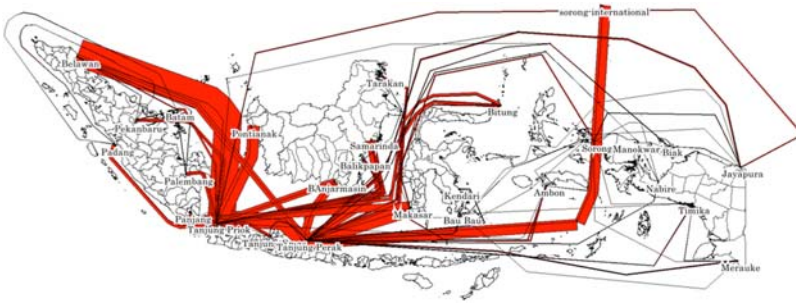 sorong-international
Belawan
Tarakan
Batam
Pekanbaru
Bitung
Pontianak
Padang
Samarinda
Sorong
Manokwari
Biak
Balikpapan
Jayapura
Palembang
BAnjarmasin
Nabire
Kendari
Ambon
Timika
Panjang
Makasar
Bau Bau
Tanjung Priok
Tanjung Perak
Merauke